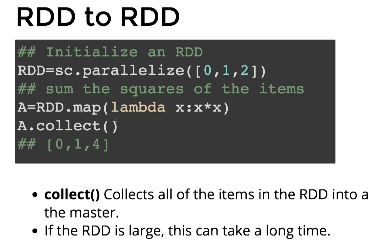 RDD to RDD
## Initialize an RDD
RDD=sc.parallelize([0,1,2])
## sum the squares of the items
A=RDD.map(lambda x:x*x)
A.collect()
## [0,1,4]
• collect() Collects all of the items in the RDD into a
the master.
• If the RDD is large, this can take a long time.